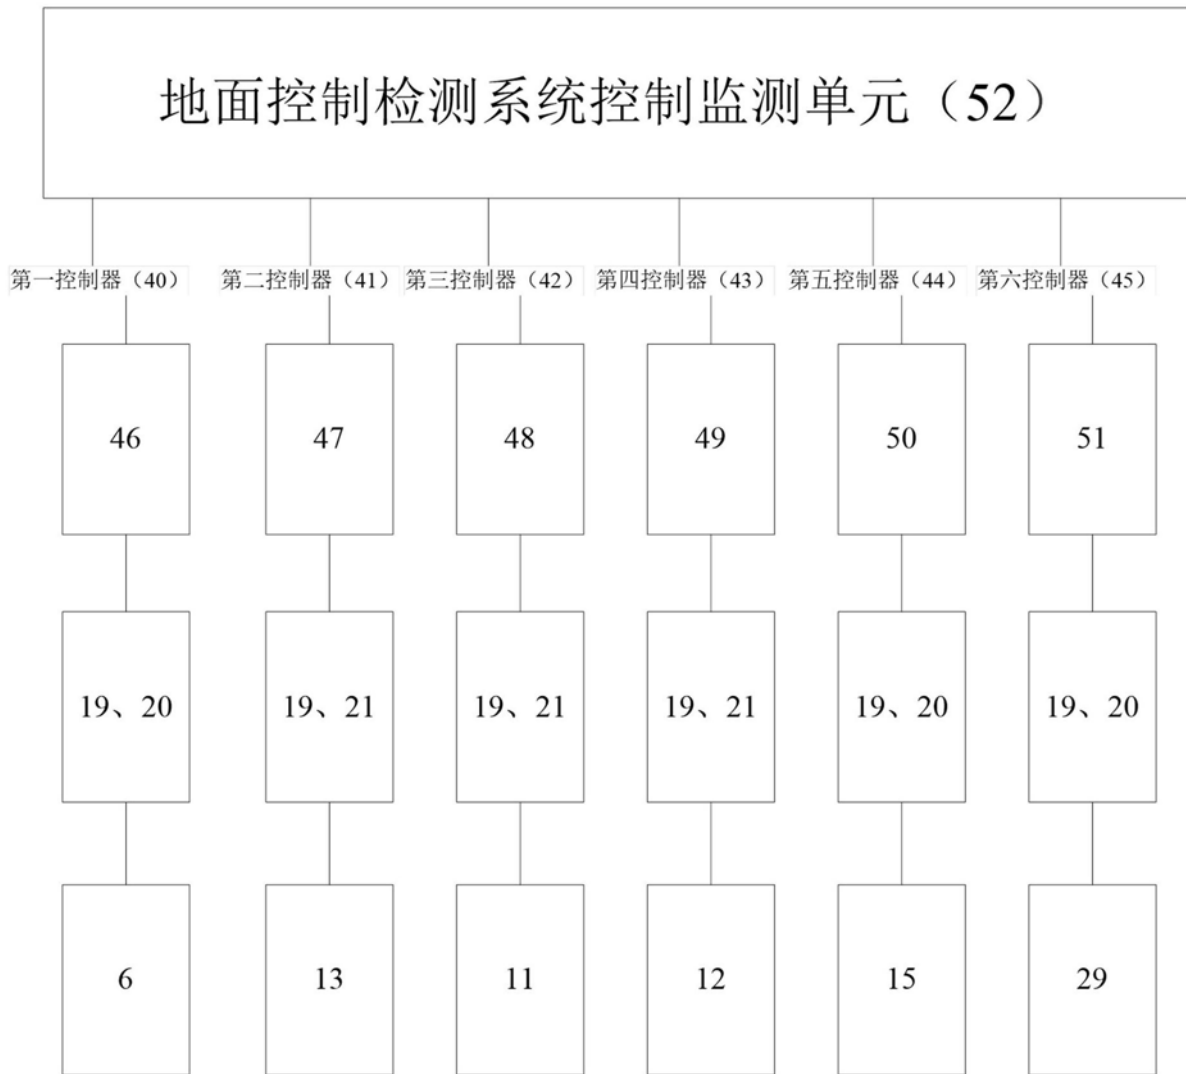 地面控制检测系统控制监测单元（52）
第一控制器（40） 第二控制器（41） 第三控制器（42） 第四控制器（43） 第五控制器（44） 第六控制器（45）
46 47 48 49 50 51
19、20 19、21 19、21 19、21 19、20 19、20
6 13 11 12 15 29